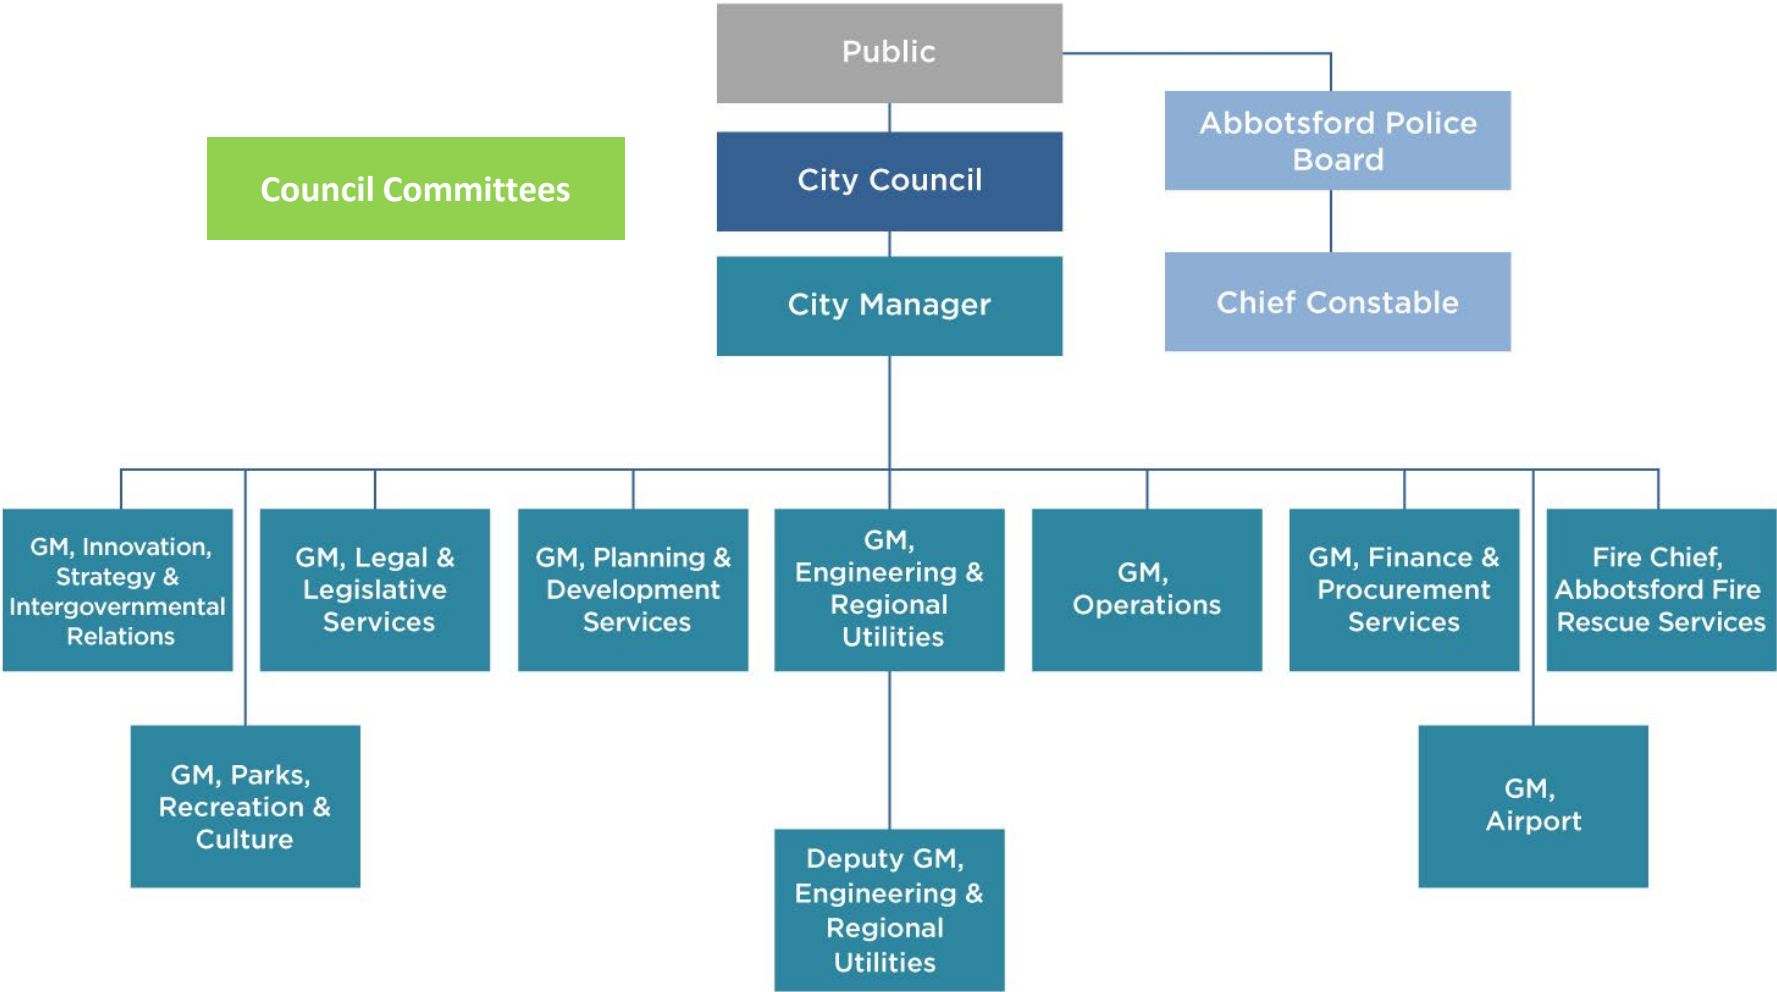 Public
Abbotsford Police
Board
Council Committees
City Council
City Manager
Chief Constable
GM, Innovation,
Strategy &
Intergovernmental
Relations
GM, Legal &
Legislative
Services
GM, Planning &
Development
Services
GM,
Engineering &
Regional
Utilities
GM,
Operations
GM, Finance &
Procurement
Services
Fire Chief,
Abbotsford Fire
Rescue Services
GM, Parks,
Recreation &
Culture
Deputy GM,
Engineering &
Regional
Utilities
GM,
Airport